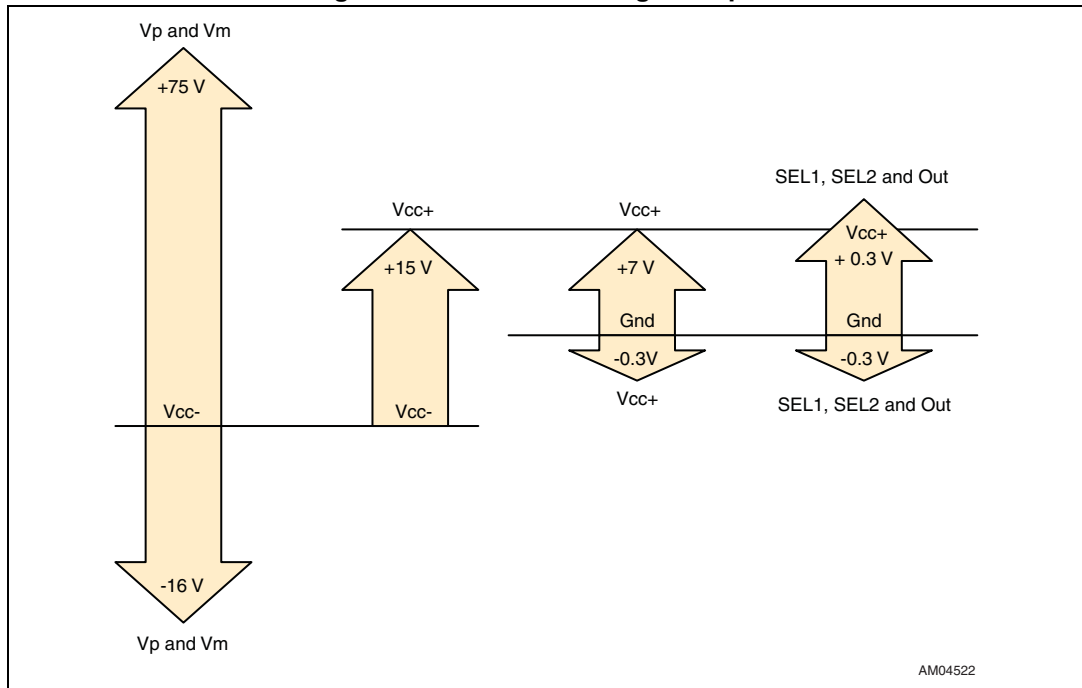 Vp and Vm
+75 V
Vcc-
-16 V
Vp and Vm
Vcc+
+15 V
Vcc-
Vcc+
+7 V
Gnd
-0.3V
Vcc+
SEL1, SEL2 and Out
Vcc+
+ 0.3 V
Gnd
-0.3 V
SEL1, SEL2 and Out
AM04522